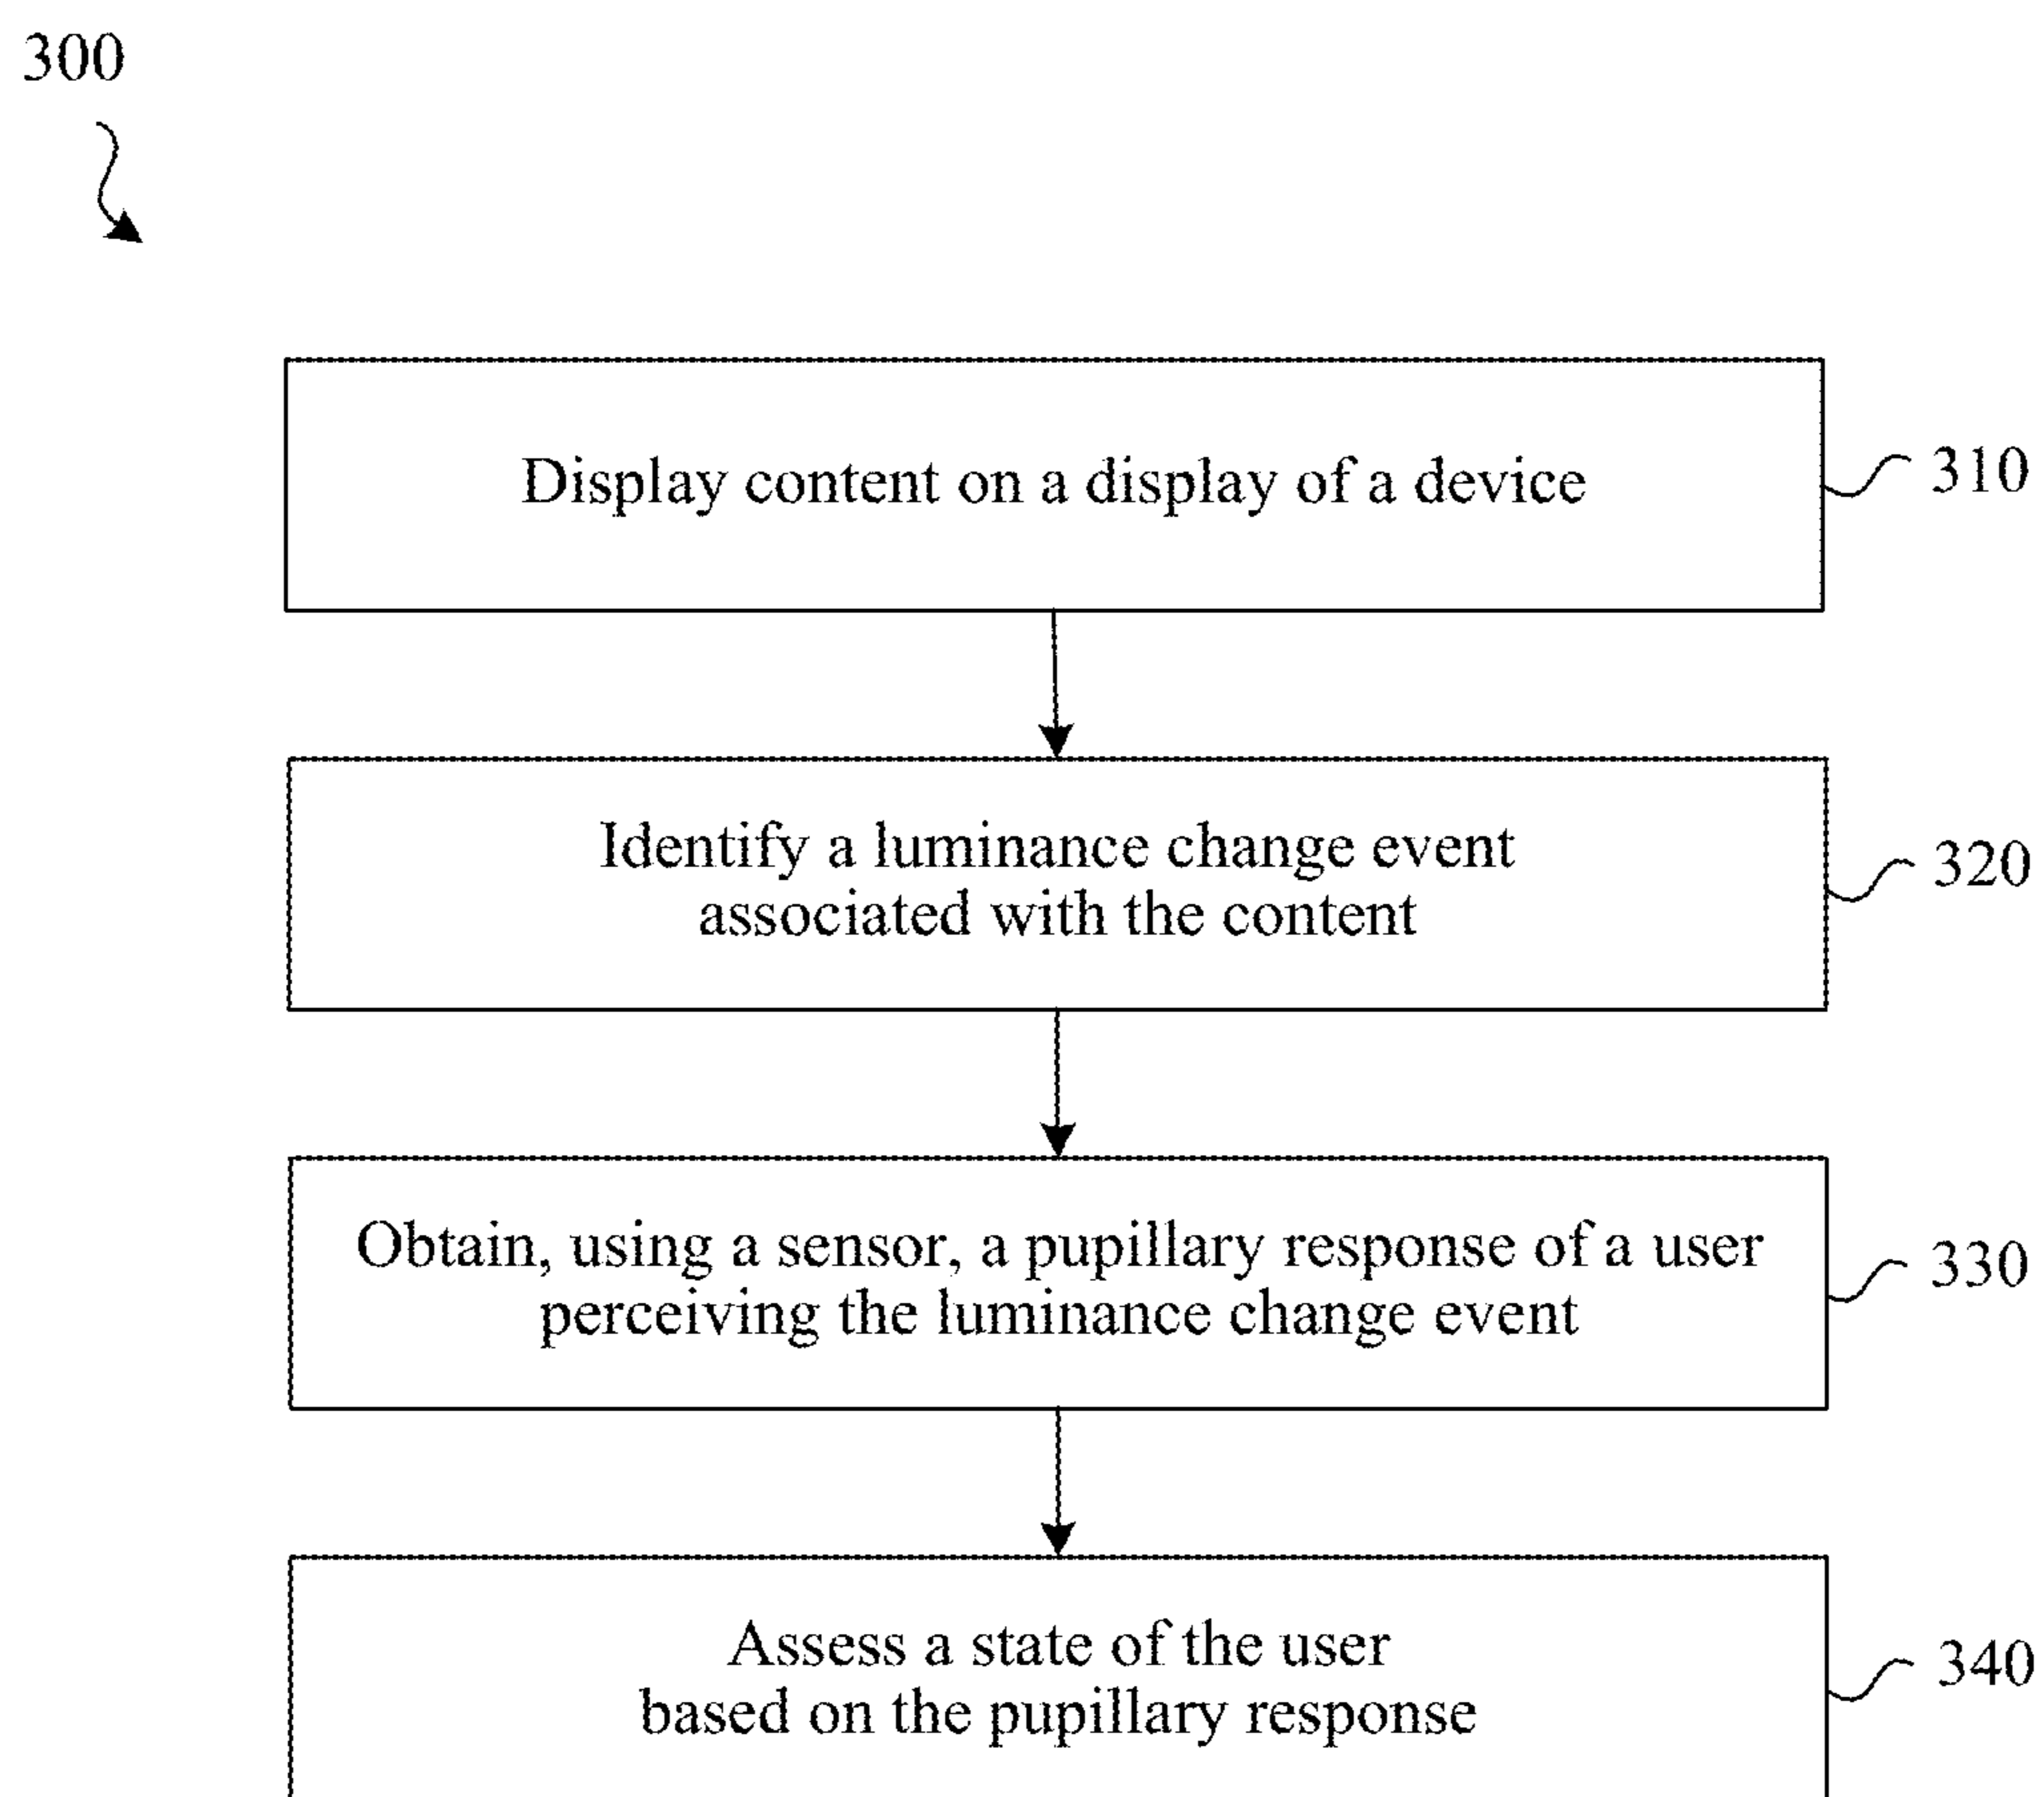 300
Display content on a display of a device
310
Identify a luminance change event
associated with the content
320
Obtain, using a sensor, a pupillary response of a user
perceiving the luminance change event
330
Assess a state of the user
based on the pupillary response
340